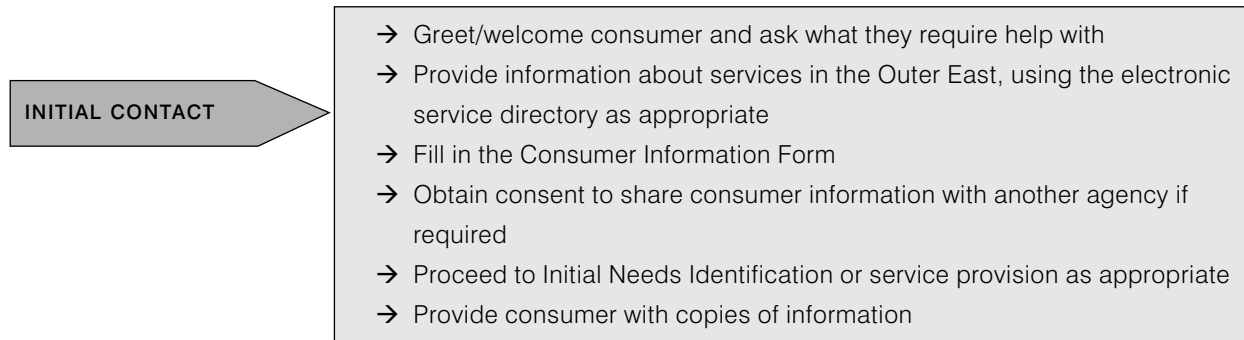 INITIAL CONTACT
→ Greet/welcome consumer and ask what they require help with
→ Provide information about services in the Outer East, using the electronic
service directory as appropriate
→ Fill in the Consumer Information Form
→ Obtain consent to share consumer information with another agency if
required
→ Proceed to Initial Needs Identification or service provision as appropriate
→ Provide consumer with copies of information